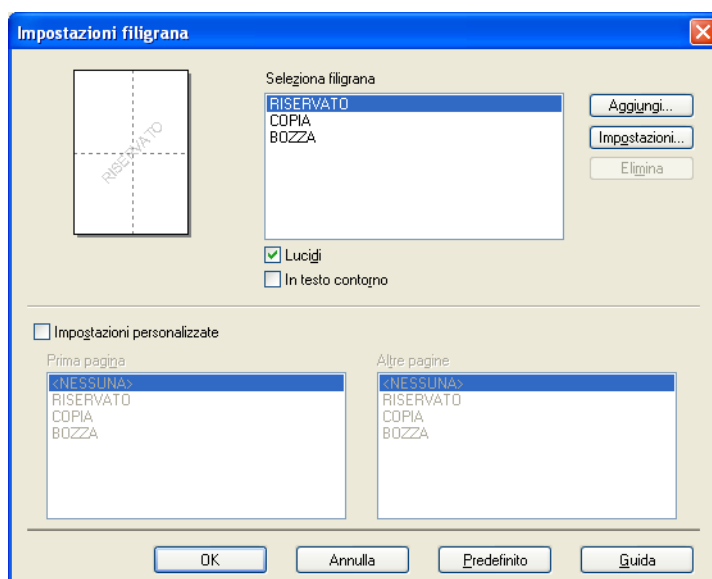 Impostazioni filigrana
Seleziona filigrana
RISERVATO
COPIA
BOZZA
Aggiungi...
Impostazioni...
Elimina
RISERVATO
Lucidi
In testo contorno
Impostazioni personalizzate
Prima pagina
<NESSUNA>
RISERVATO
COPIA
BOZZA
Altre pagine
<NESSUNA>
RISERVATO
COPIA
BOZZA
OK
Annulla
Predefinito
Guida